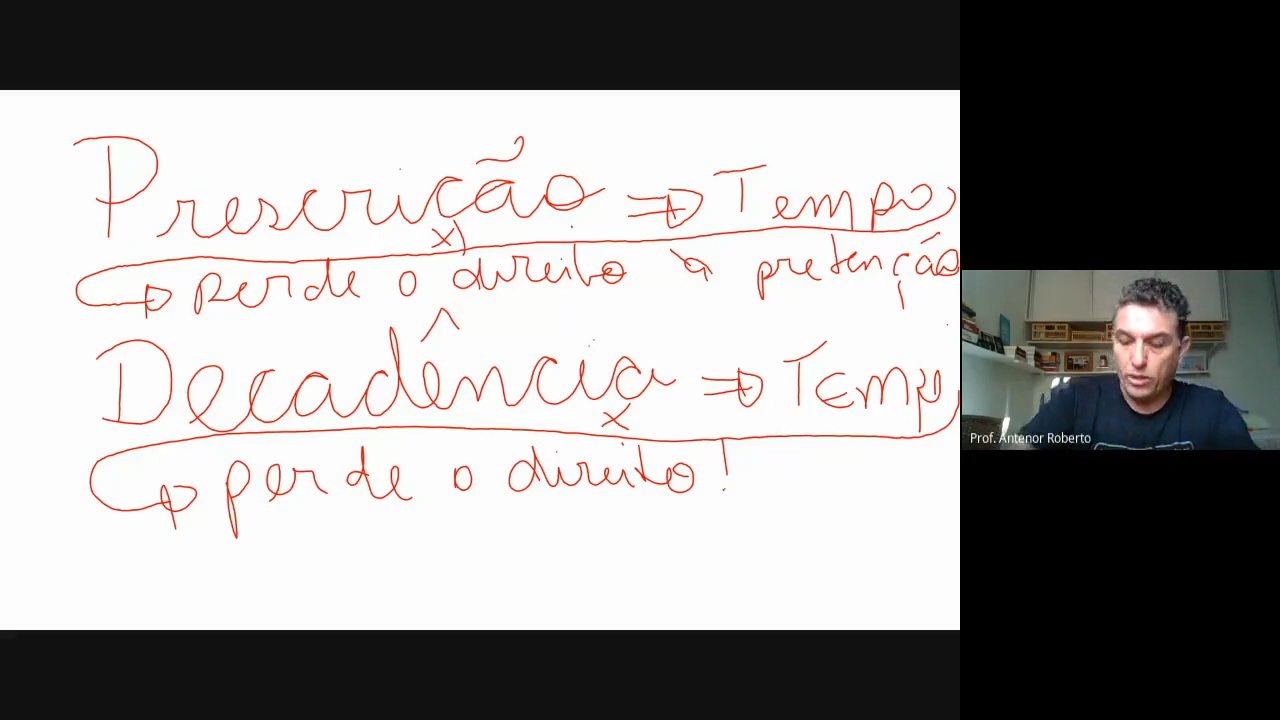 Prescrição => Tempo,
↳ perde o direito à pretenção
Decadência => Tempo,
↳ perde o direito!
Prof. Antenor Roberto